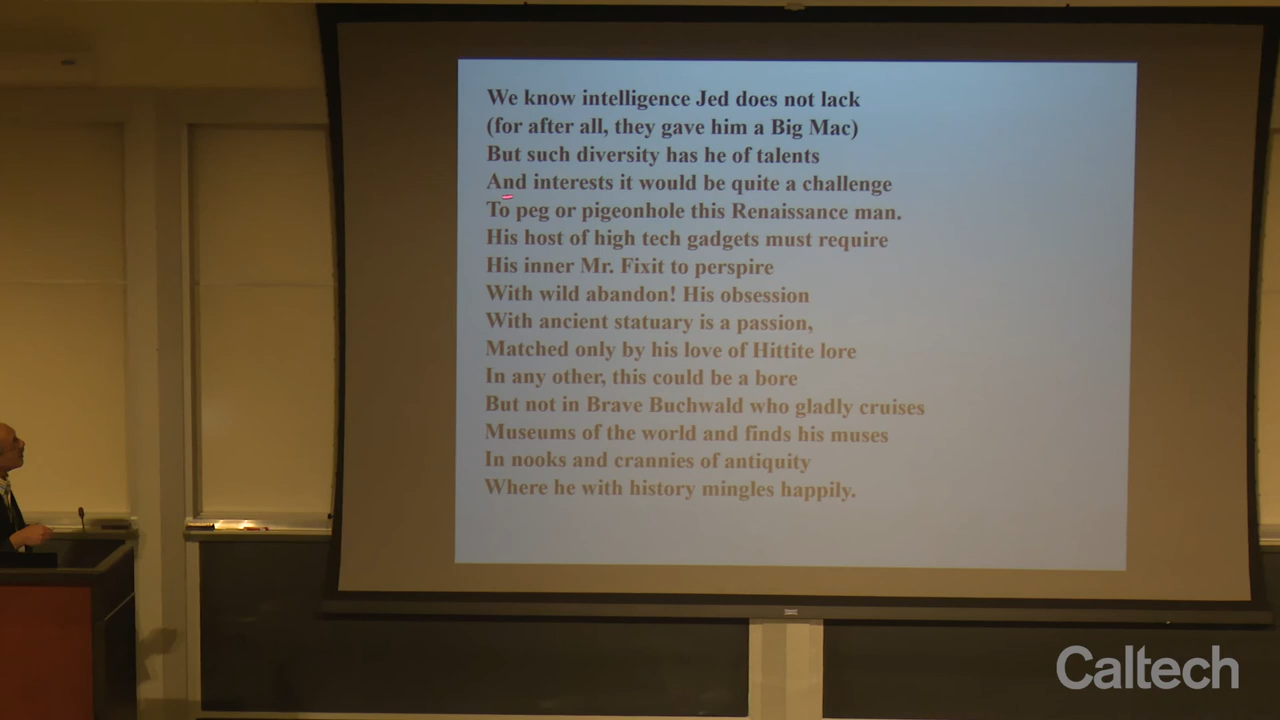 We know intelligence Jed does not lack
(for after all, they gave him a Big Mac)
But such diversity has he of talents
And interests it would be quite a challenge
To peg or pigeonhole this Renaissance man.
His host of high tech gadgets must require
His inner Mr. Fixit to perspire
With wild abandon! His obsession
With ancient statuary is a passion,
Matched only by his love of Hittite lore
In any other, this could be a bore
But not in Brave Buchwald who gladly cruises
Museums of the world and finds his muses
In nooks and crannies of antiquity
Where he with history mingles happily.
Caltech